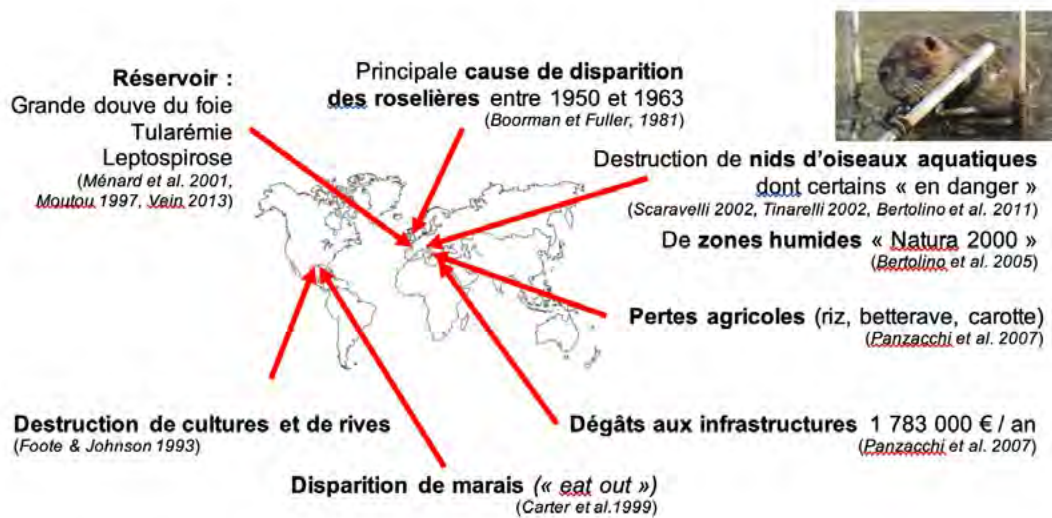 Réservoir :
Grande douve du foie
Tularémie
Leptospirose
(Ménard et al. 2001,
Moutou 1997, Vein 2013)
Principale cause de disparition
des roselières entre 1950 et 1963
(Boorman et Fuller, 1981)
Destruction de nids d'oiseaux aquatiques
dont certains « en danger »
(Scaravelli 2002, Tinarelli 2002, Bertolino et al. 2011)
De zones humides « Natura 2000 »
(Bertolino et al. 2005)
Pertes agricoles (riz, betterave, carotte)
(Panzacchi et al. 2007)
Destruction de cultures et de rives
(Foote & Johnson 1993)
Dégâts aux infrastructures 1 783 000 € / an
(Panzacchi et al. 2007)
Disparition de marais (« eat out »)
(Carter et al.1999)